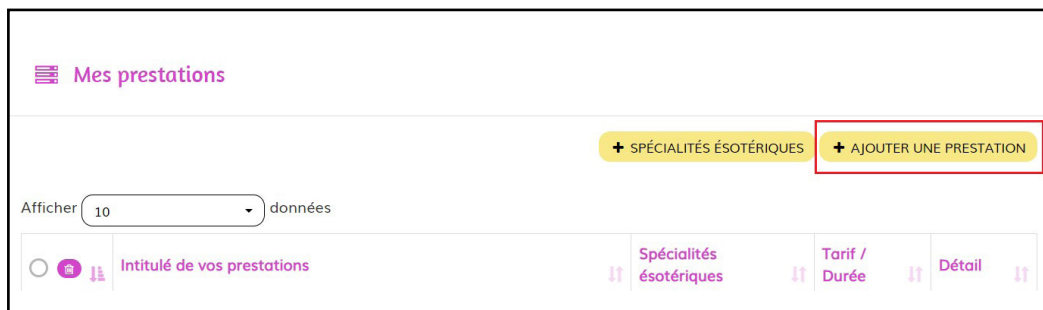 Mes prestations
+ SPÉCIALITÉS ÉSOTÉRIQUES + AJOUTER UNE PRESTATION
Afficher 10 données
Intitulé de vos prestations
Spécialités
ésotériques
Tarif /
Durée
Détail